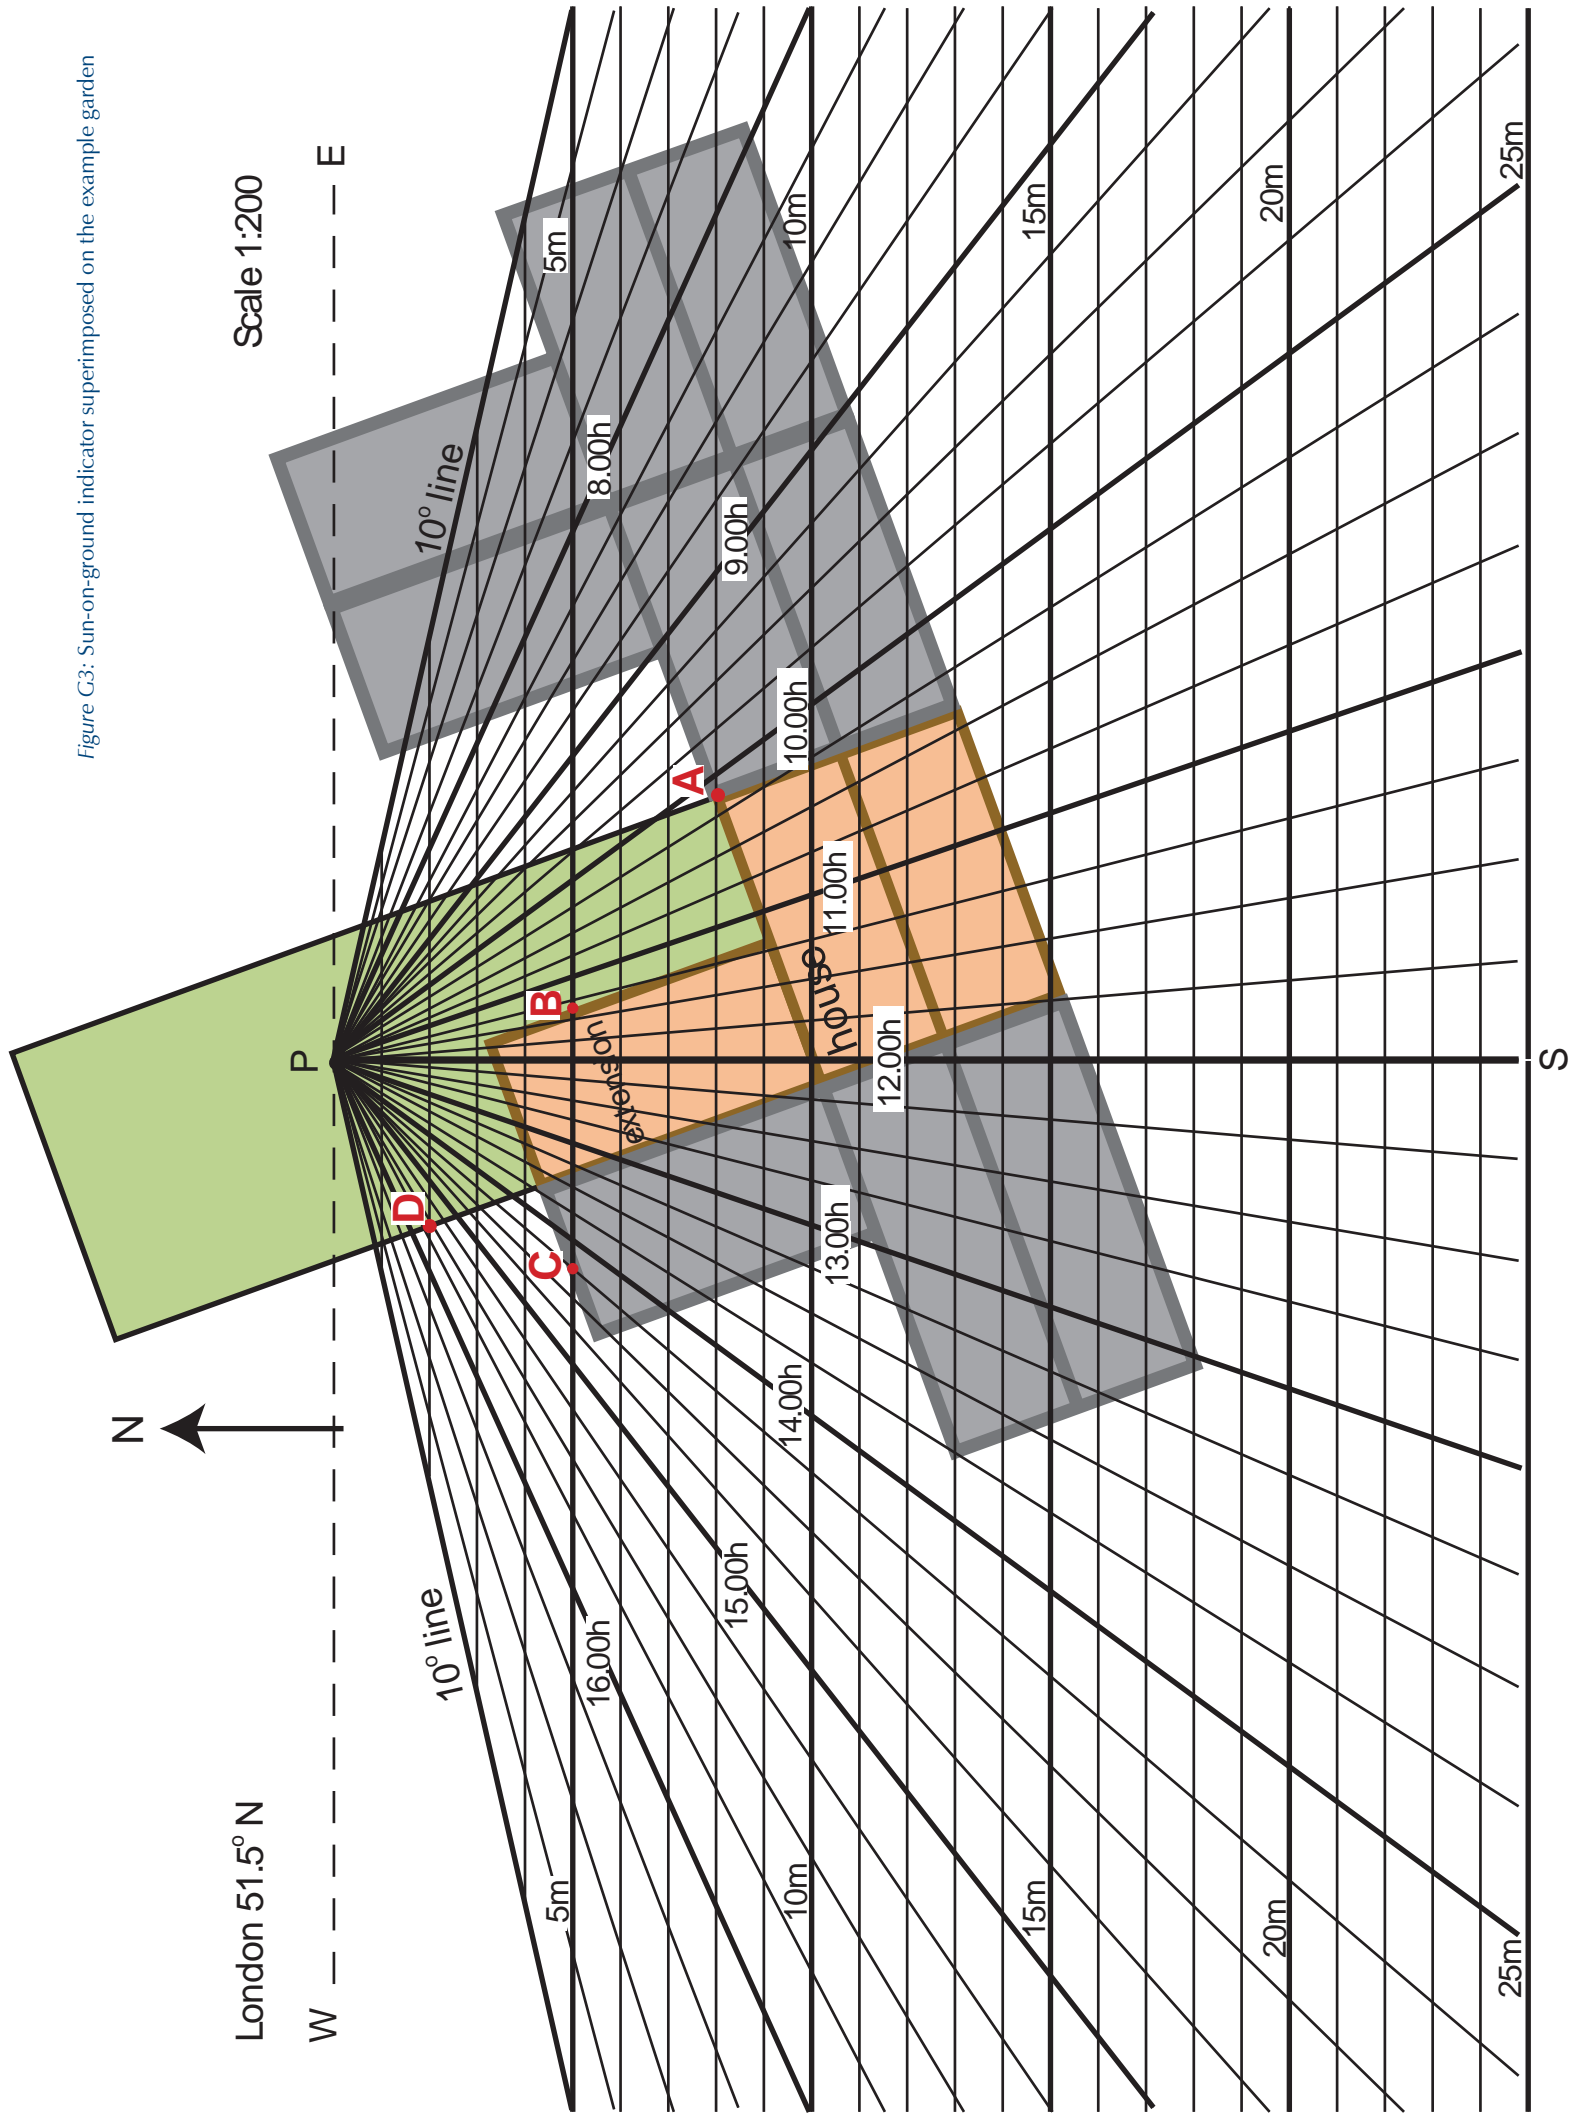 Figure G3: Sun-on-ground indicator superimposed on the example garden
London 51.5° N
Scale 1:200
N
W
P
E
10° line
10° line
D
5m
C
B
5m
16.00h
extension
8.00h
A
15.00h
9.00h
10m
14.00h
10.00h
10m
13.00h
house
11.00h
12.00h
15m
15m
20m
20m
25m
25m
S